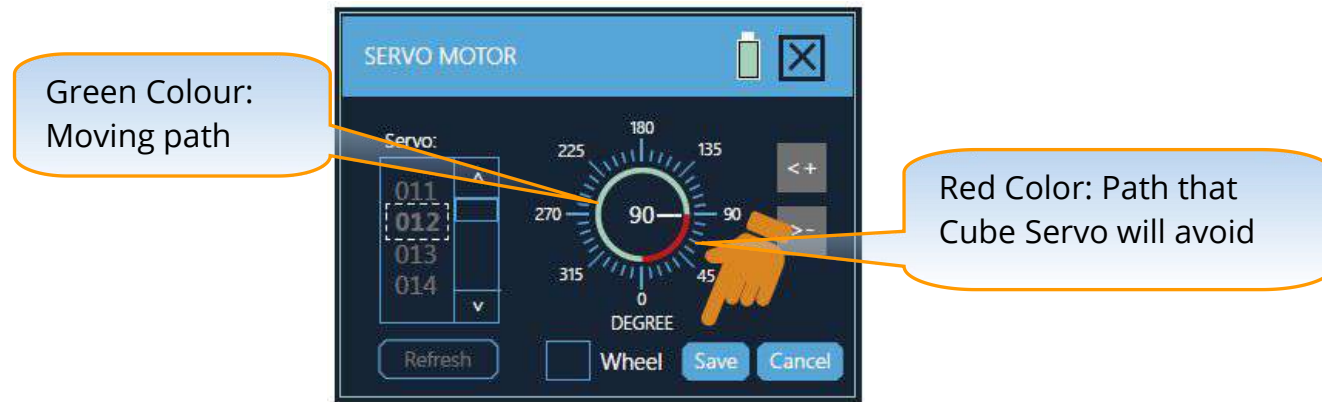 Green Colour:
Moving path
SERVO MOTOR
Servo:
011
012
013
014
^
v
180
225
135
270
90
90
315
45
0
DEGREE
<+
>-
Refresh
Wheel
Save
Cancel
Red Color: Path that
Cube Servo will avoid